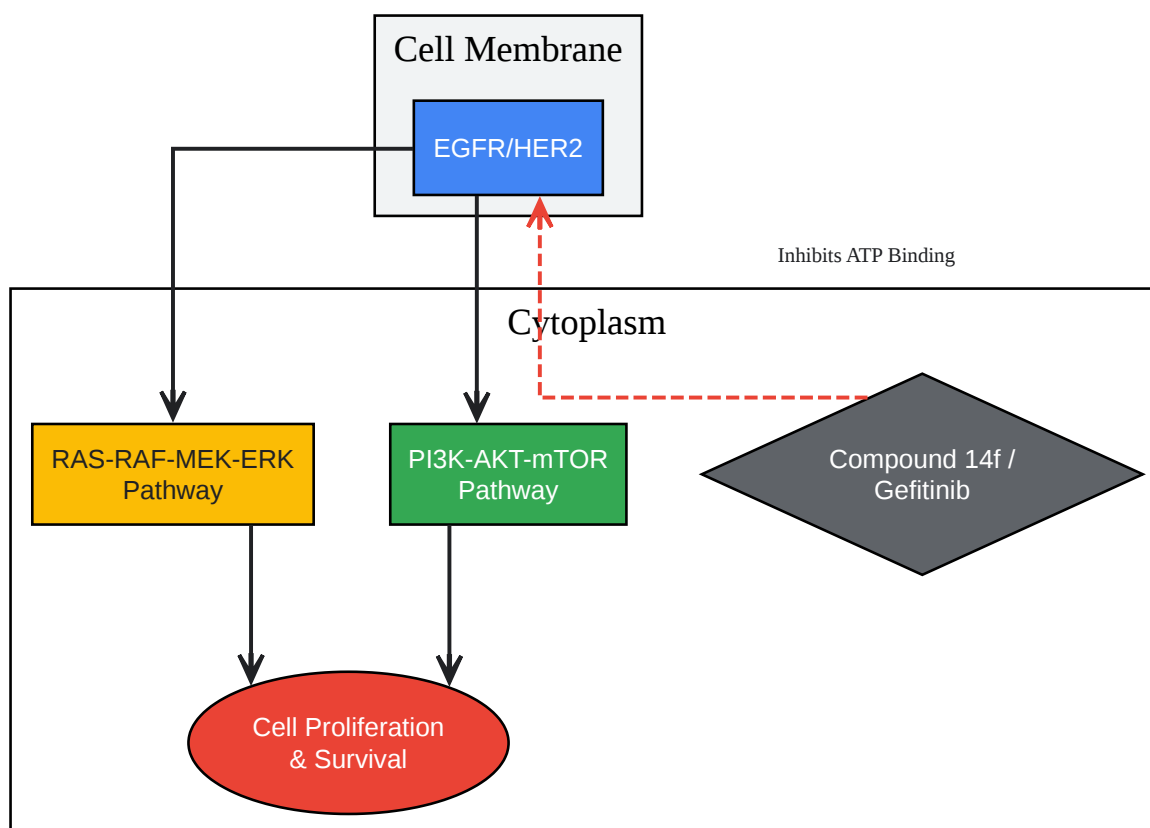 Cell Membrane
EGFR/HER2
Inhibits ATP Binding
Cytoplasm
RAS-RAF-MEK-ERK
Pathway
PI3K-AKT-mTOR
Pathway
Compound 14f /
Gefitinib
Cell Proliferation
& Survival